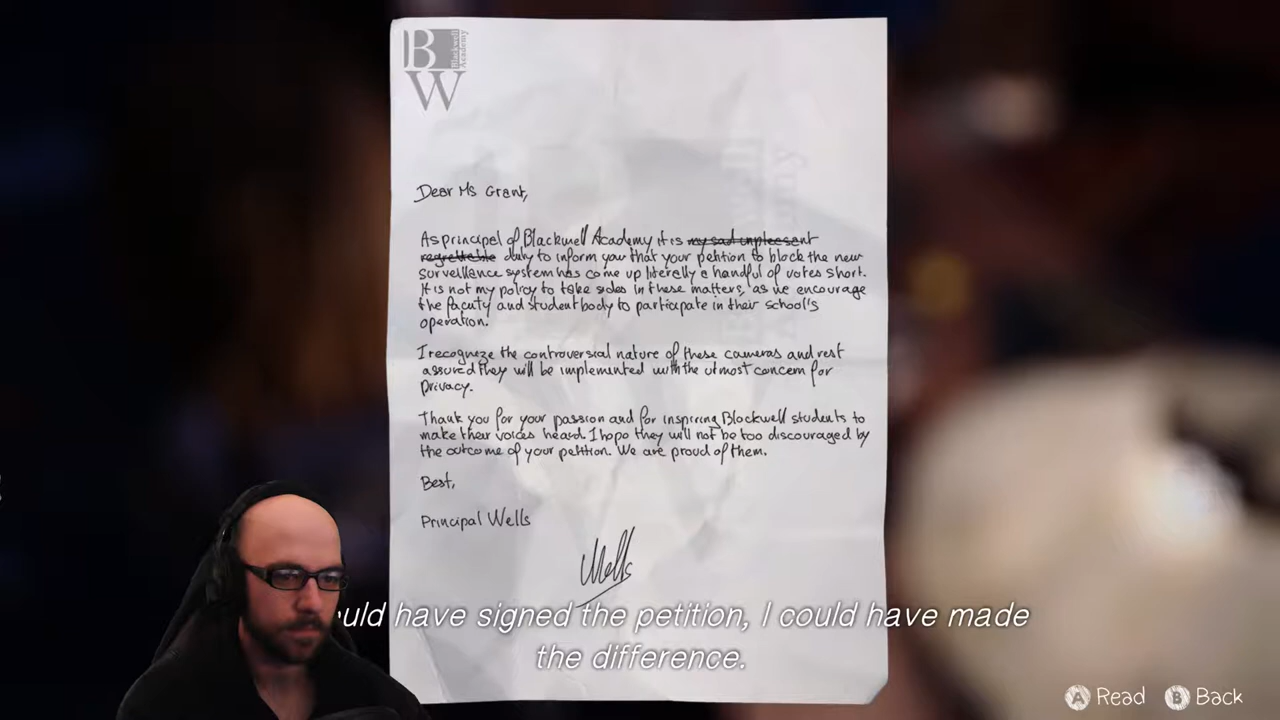 B Blackwell Academy
W
Dear Ms Grant,
As principel of Blackwell Academy it is my sad unpleesent
regrettable duty to inform you that your petition to block the new
surveillance system has come up literally a handful of votes short.
It is not my policy to take sides in these matters, as we encourage
the facuty and student body to participate in their school's
operation.
I recogneze the controversial nature of these cameras and rest
assured they will be implemented with the utmost concern for
privacy.
Thank you for your passion and for inspiring Blackwell students to
make their voices heard. I hope they will not be too discouraged by
the outcome of your petition. We are proud of them.
Best,
Principal Wells
Wells
uld have signed the petition, I could have made
the difference.
A Read B Back